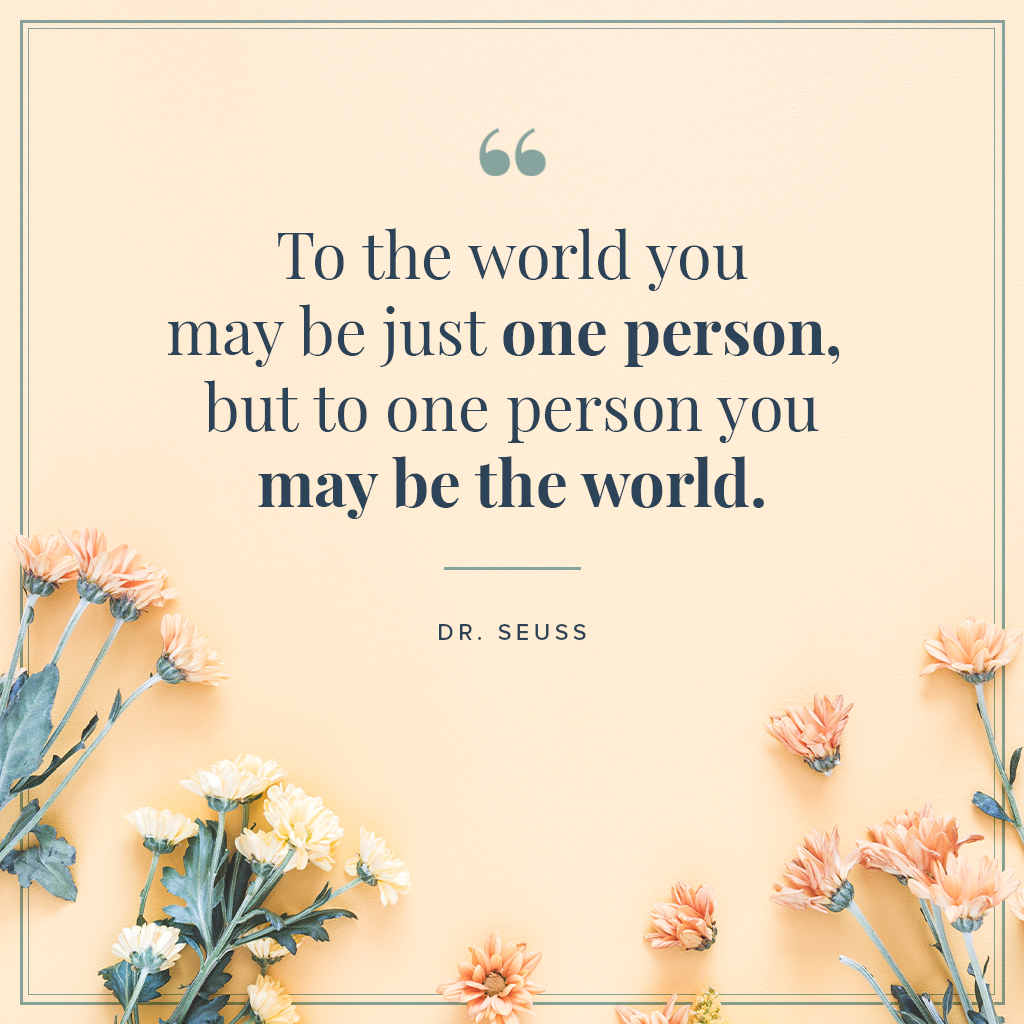 “
To the world you
may be just one person,
but to one person you
may be the world.
DR. SEUSS